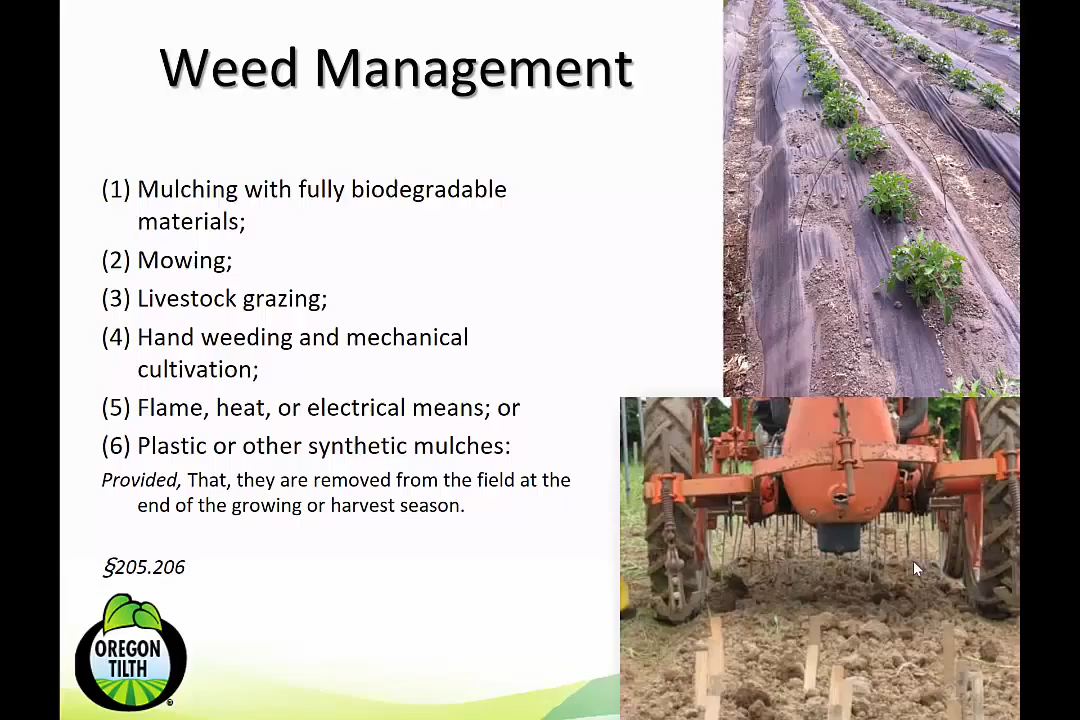 Weed Management
(1) Mulching with fully biodegradable
materials;
(2) Mowing;
(3) Livestock grazing;
(4) Hand weeding and mechanical
cultivation;
(5) Flame, heat, or electrical means; or
(6) Plastic or other synthetic mulches:
Provided, That, they are removed from the field at the
end of the growing or harvest season.
§205.206
OREGON
TILTH